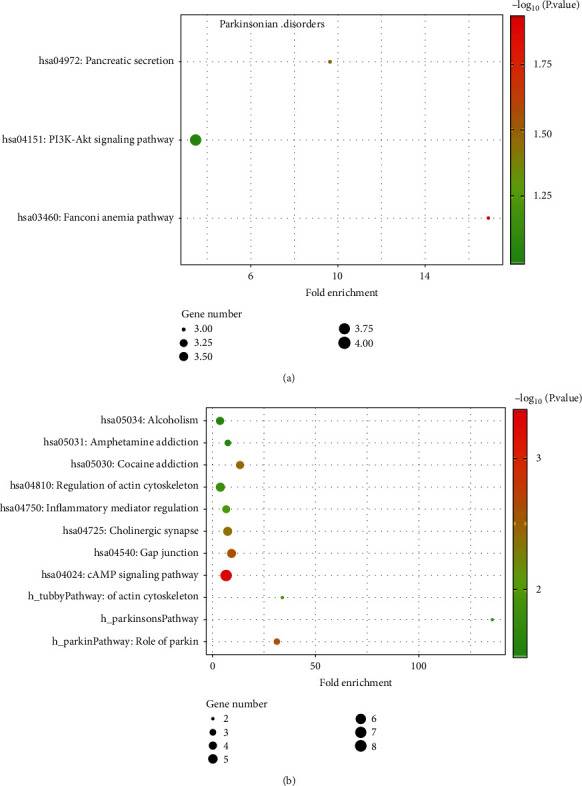 –log10 (P.value)
Parkinsonian .disorders
hsa04972: Pancreatic secretion
hsa04151: PI3K-Akt signaling pathway
hsa03460: Fanconi anemia pathway
1.75
1.50
1.25
6 10 14
Fold enrichment
Gene number
3.00 3.75
3.25 4.00
3.50
(a)
–log10 (P.value)
hsa05034: Alcoholism
hsa05031: Amphetamine addiction
hsa05030: Cocaine addiction
hsa04810: Regulation of actin cytoskeleton
hsa04750: Inflammatory mediator regulation
hsa04725: Cholinergic synapse
hsa04540: Gap junction
hsa04024: cAMP signaling pathway
h_tubbyPathway: of actin cytoskeleton
h_parkinsonsPathway
h_parkinPathway: Role of parkin
3
2
0 50 100
Fold enrichment
Gene number
2 6
3 7
4 8
5
(b)